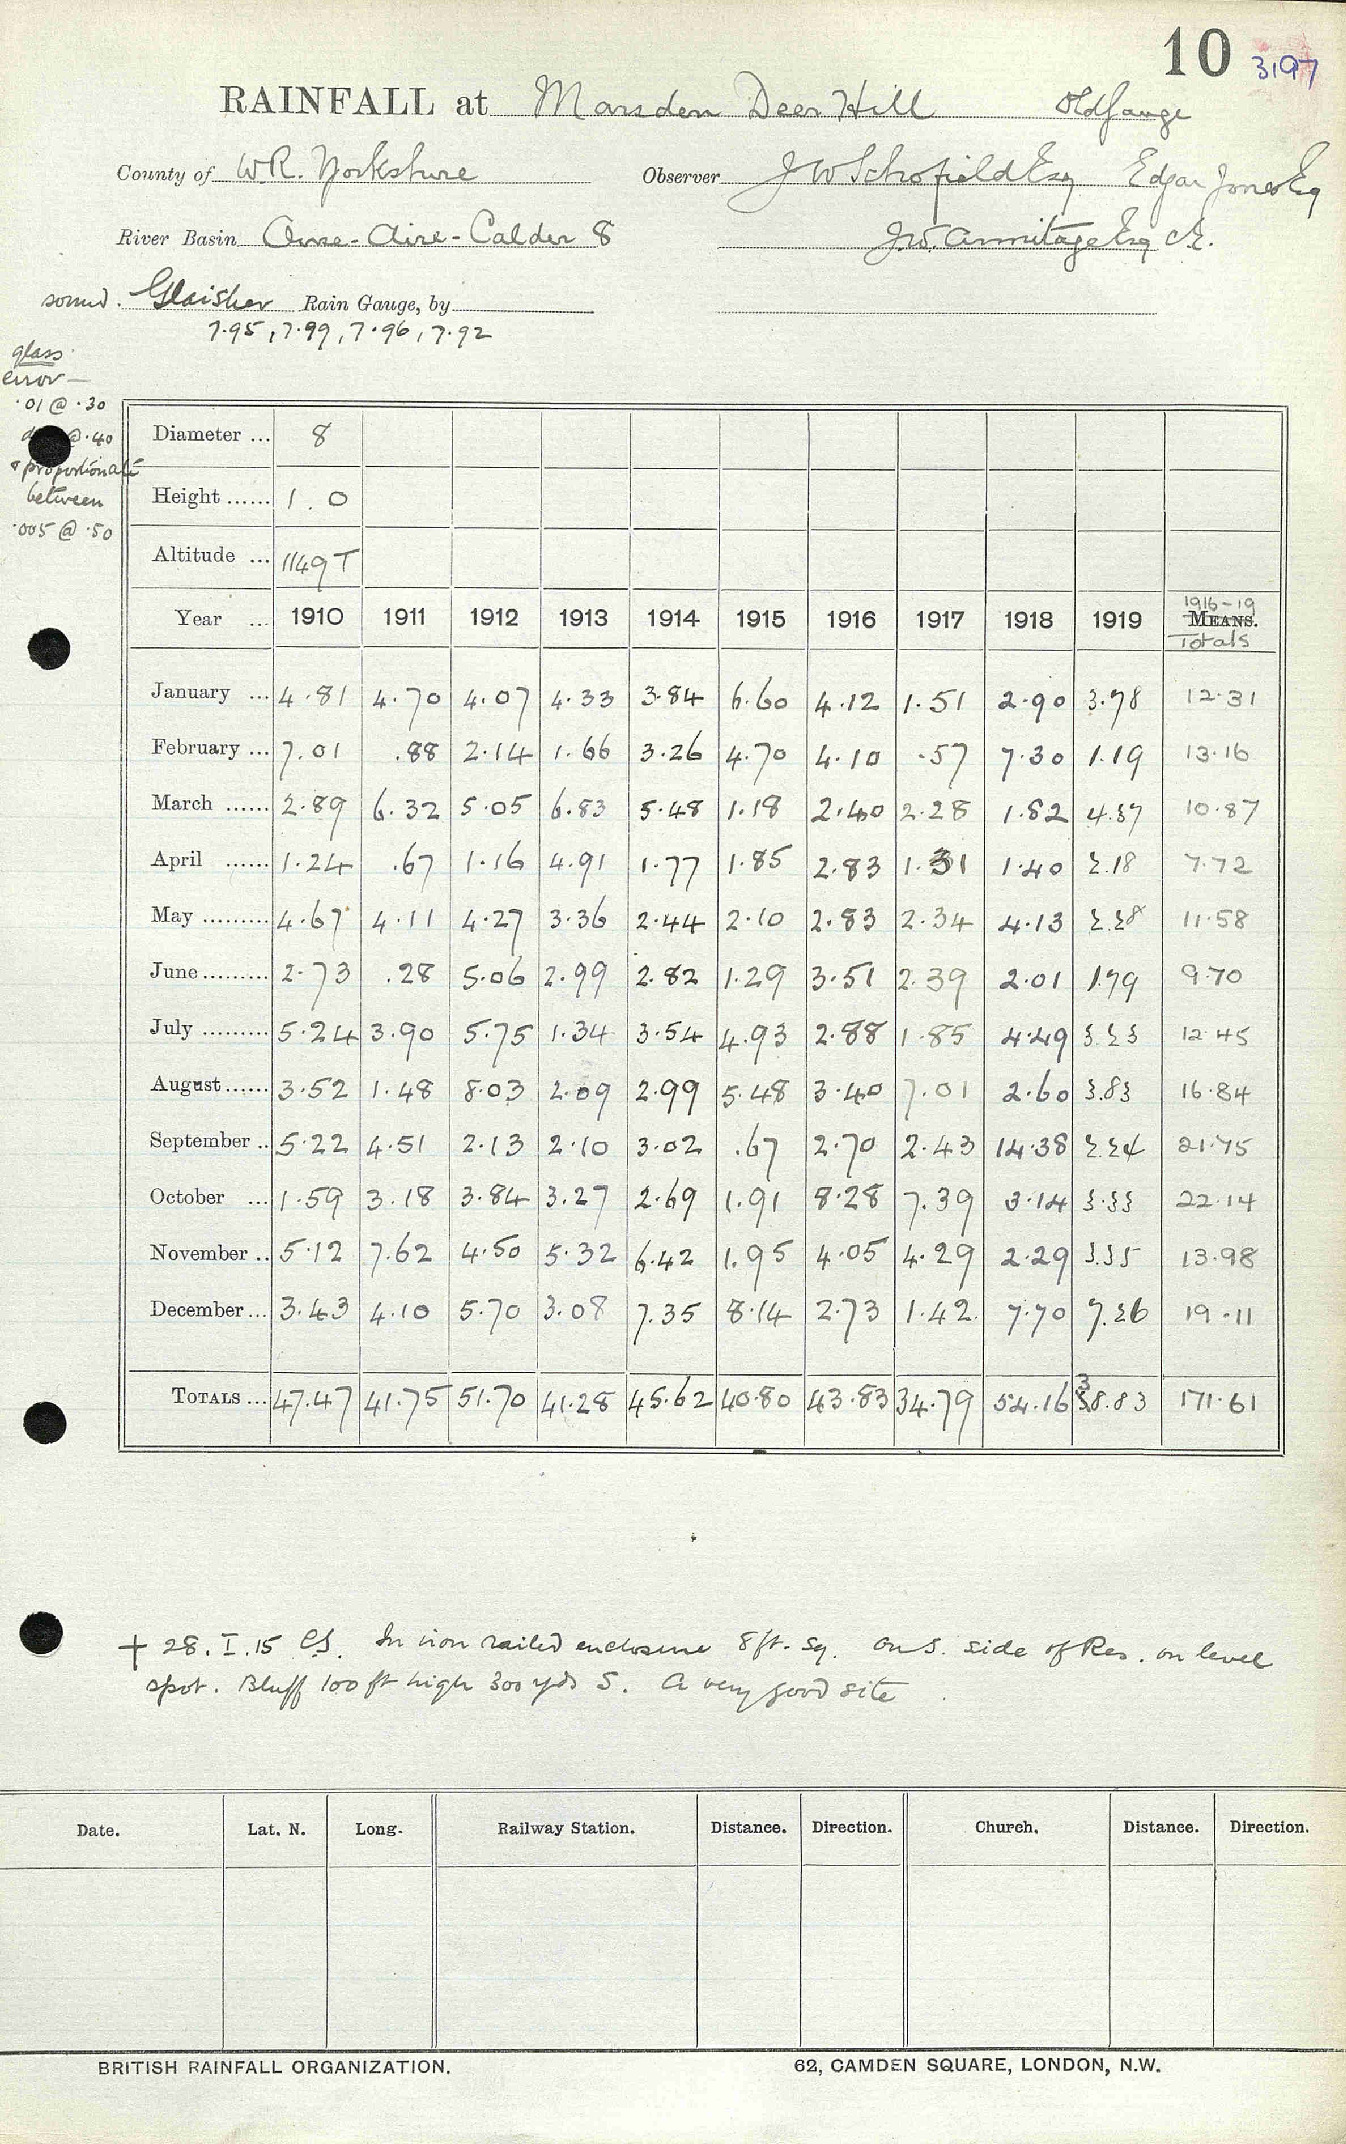 10 3197
RAINFALL at Marsden Deer Hill Old gauge
County of W.R. Yorkshire Observer J W Schofield Esq Edgar Jones Esq
River Basin Ouse-Aire-Calder 8 J.W. Armitage Esq C.E.
sound. Glaisher Rain Gauge, by
7.95, 7.99, 7.96, 7.92
glass
error —
.01 @ .30
@ .40
& proportionate
between
.005 @ .50
Diameter ... 8
Height ...... 1.0
Altitude ... 1149 T
Year ... 1910 1911 1912 1913 1914 1915 1916 1917 1918 1919 1916-19 MEANS. Totals
January ... 4.81 4.70 4.07 4.33 3.84 6.60 4.12 1.51 2.90 3.78 12.31
February ... 7.01 .88 2.14 1.66 3.26 4.70 4.10 .57 7.30 1.19 13.16
March ...... 2.89 6.32 5.05 6.83 5.48 1.18 2.40 2.28 1.82 4.37 10.87
April ...... 1.24 .67 1.16 4.91 1.77 1.85 2.83 1.31 1.40 2.18 7.72
May ......... 4.67 4.11 4.27 3.36 2.44 2.10 2.83 2.34 4.13 2.28 11.58
June ......... 2.73 .28 5.06 2.99 2.82 1.29 3.51 2.39 2.01 1.79 9.70
July ......... 5.24 3.90 5.75 1.34 3.54 4.93 2.88 1.85 4.49 3.23 12.45
August ...... 3.52 1.48 8.03 2.09 2.99 5.48 3.40 7.01 2.60 3.83 16.84
September .. 5.22 4.51 2.13 2.10 3.02 .67 2.70 2.43 14.38 2.24 21.75
October ... 1.59 3.18 3.84 3.27 2.69 1.91 8.28 7.39 3.14 3.33 22.14
November .. 5.12 7.62 4.50 5.32 6.42 1.95 4.05 4.29 2.29 3.35 13.98
December ... 3.43 4.10 5.70 3.08 7.35 8.14 2.73 1.42 7.70 7.26 19.11
TOTALS ... 47.47 41.75 51.70 41.28 45.62 40.80 43.83 34.79 54.16 38.83 171.61
+ 28.I.15 In iron railed enclosure 8ft. sq. on S. side of Res. on level
spot. Bluff 100 ft high 300 yds S. A very good site
Date. Lat. N. Long. Railway Station. Distance. Direction. Church. Distance. Direction.
BRITISH RAINFALL ORGANIZATION. 62, CAMDEN SQUARE, LONDON, N.W.